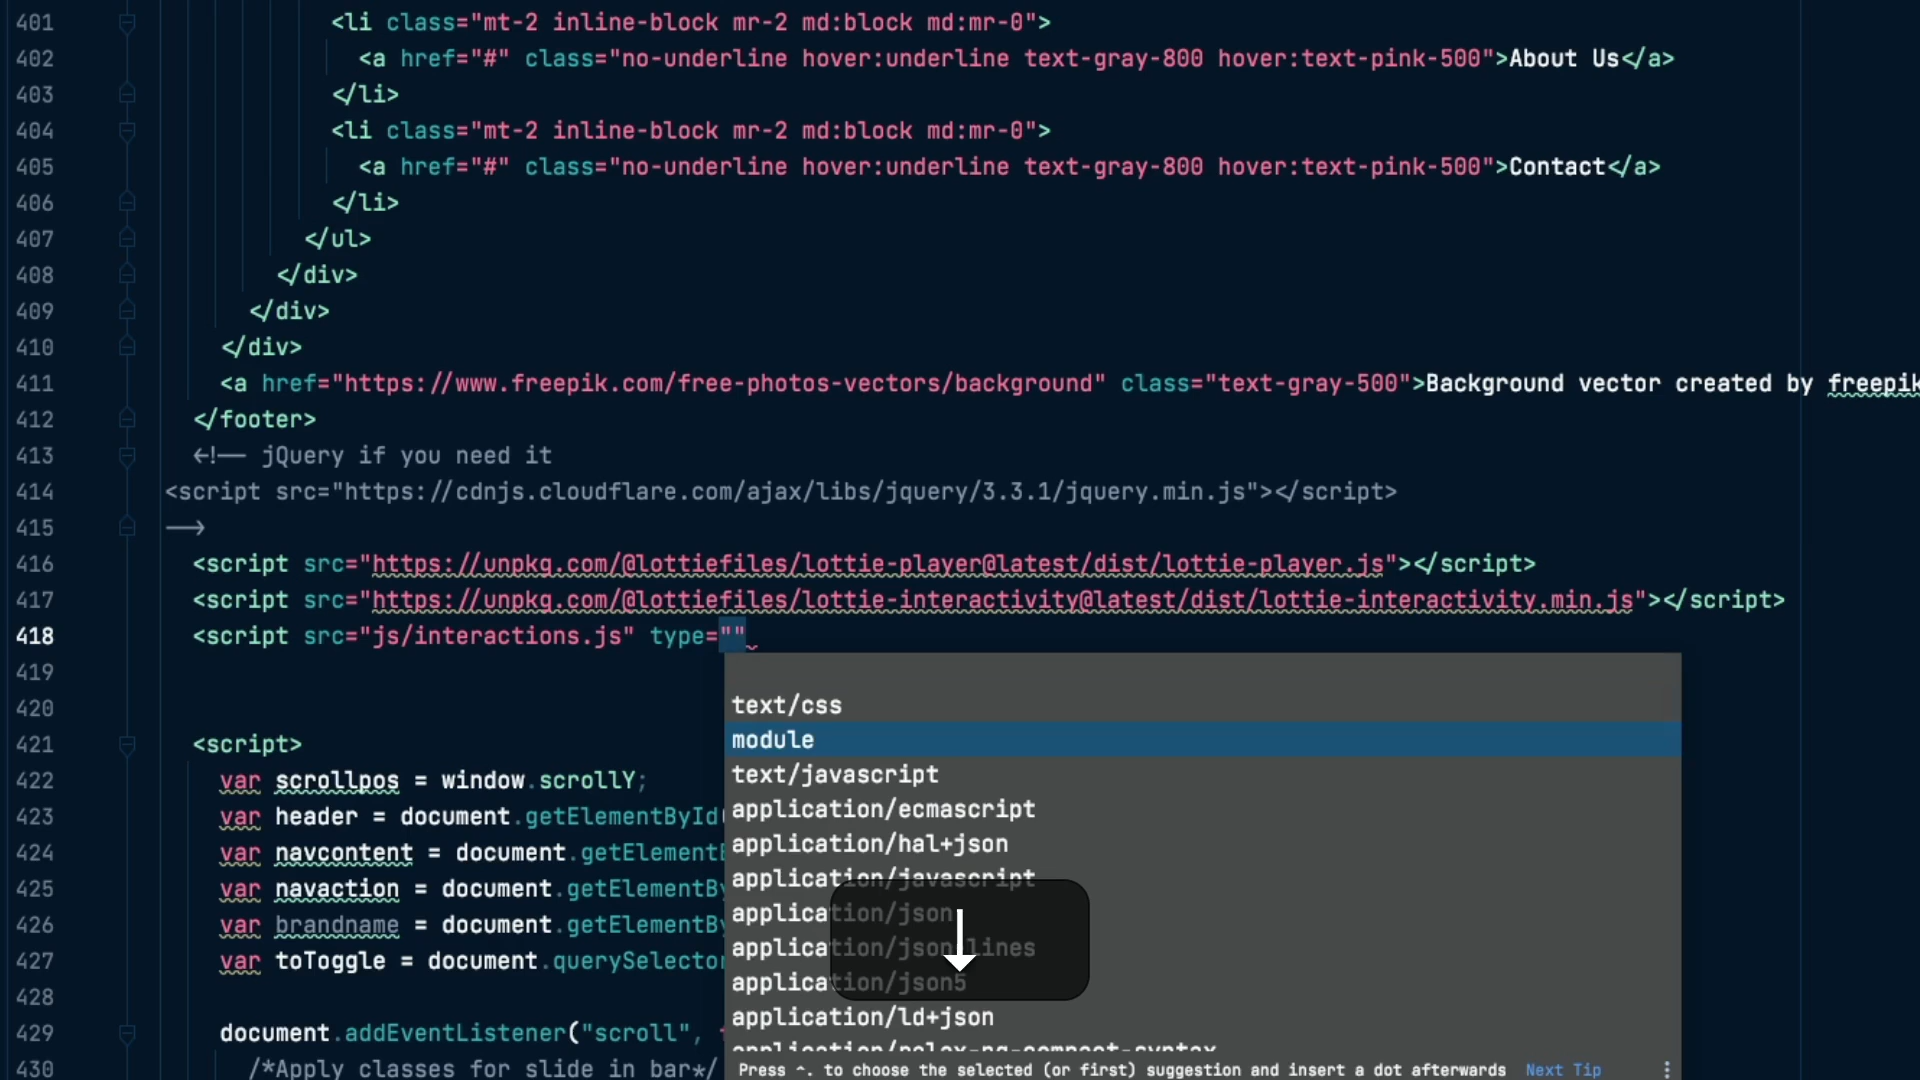 401 <li class="mt-2 inline-block mr-2 md:block md:mr-0">
402 <a href="#" class="no-underline hover:underline text-gray-800 hover:text-pink-500">About Us</a>
403 </li>
404 <li class="mt-2 inline-block mr-2 md:block md:mr-0">
405 <a href="#" class="no-underline hover:underline text-gray-800 hover:text-pink-500">Contact</a>
406 </li>
407 </ul>
408 </div>
409 </div>
410 </div>
411 <a href="https://www.freepik.com/free-photos-vectors/background" class="text-gray-500">Background vector created by freepik
412 </footer>
413 <!-- jQuery if you need it
414 <script src="https://cdnjs.cloudflare.com/ajax/libs/jquery/3.3.1/jquery.min.js"></script>
415 -->
416 <script src="https://unpkg.com/@lottiefiles/lottie-player@latest/dist/lottie-player.js"></script>
417 <script src="https://unpkg.com/@lottiefiles/lottie-interactivity@latest/dist/lottie-interactivity.min.js"></script>
418 <script src="js/interactions.js" type=""
419
420
text/css
421 <script>
module
422 var scrollpos = window.scrollY;
text/javascript
423 var header = document.getElementById(
application/ecmascript
424 var navcontent = document.getElementB
application/hal+json
425 var navaction = document.getElementBy
application/javascript
426 var brandname = document.getElementBy
application/json
427 var toToggle = document.querySelector
application/jsonlines
428
application/json5
429 document.addEventListener("scroll",
application/ld+json
application/relax-ng-compact-syntax
430 /*Apply classes for slide in bar*/
Press ^. to choose the selected (or first) suggestion and insert a dot afterwards Next Tip